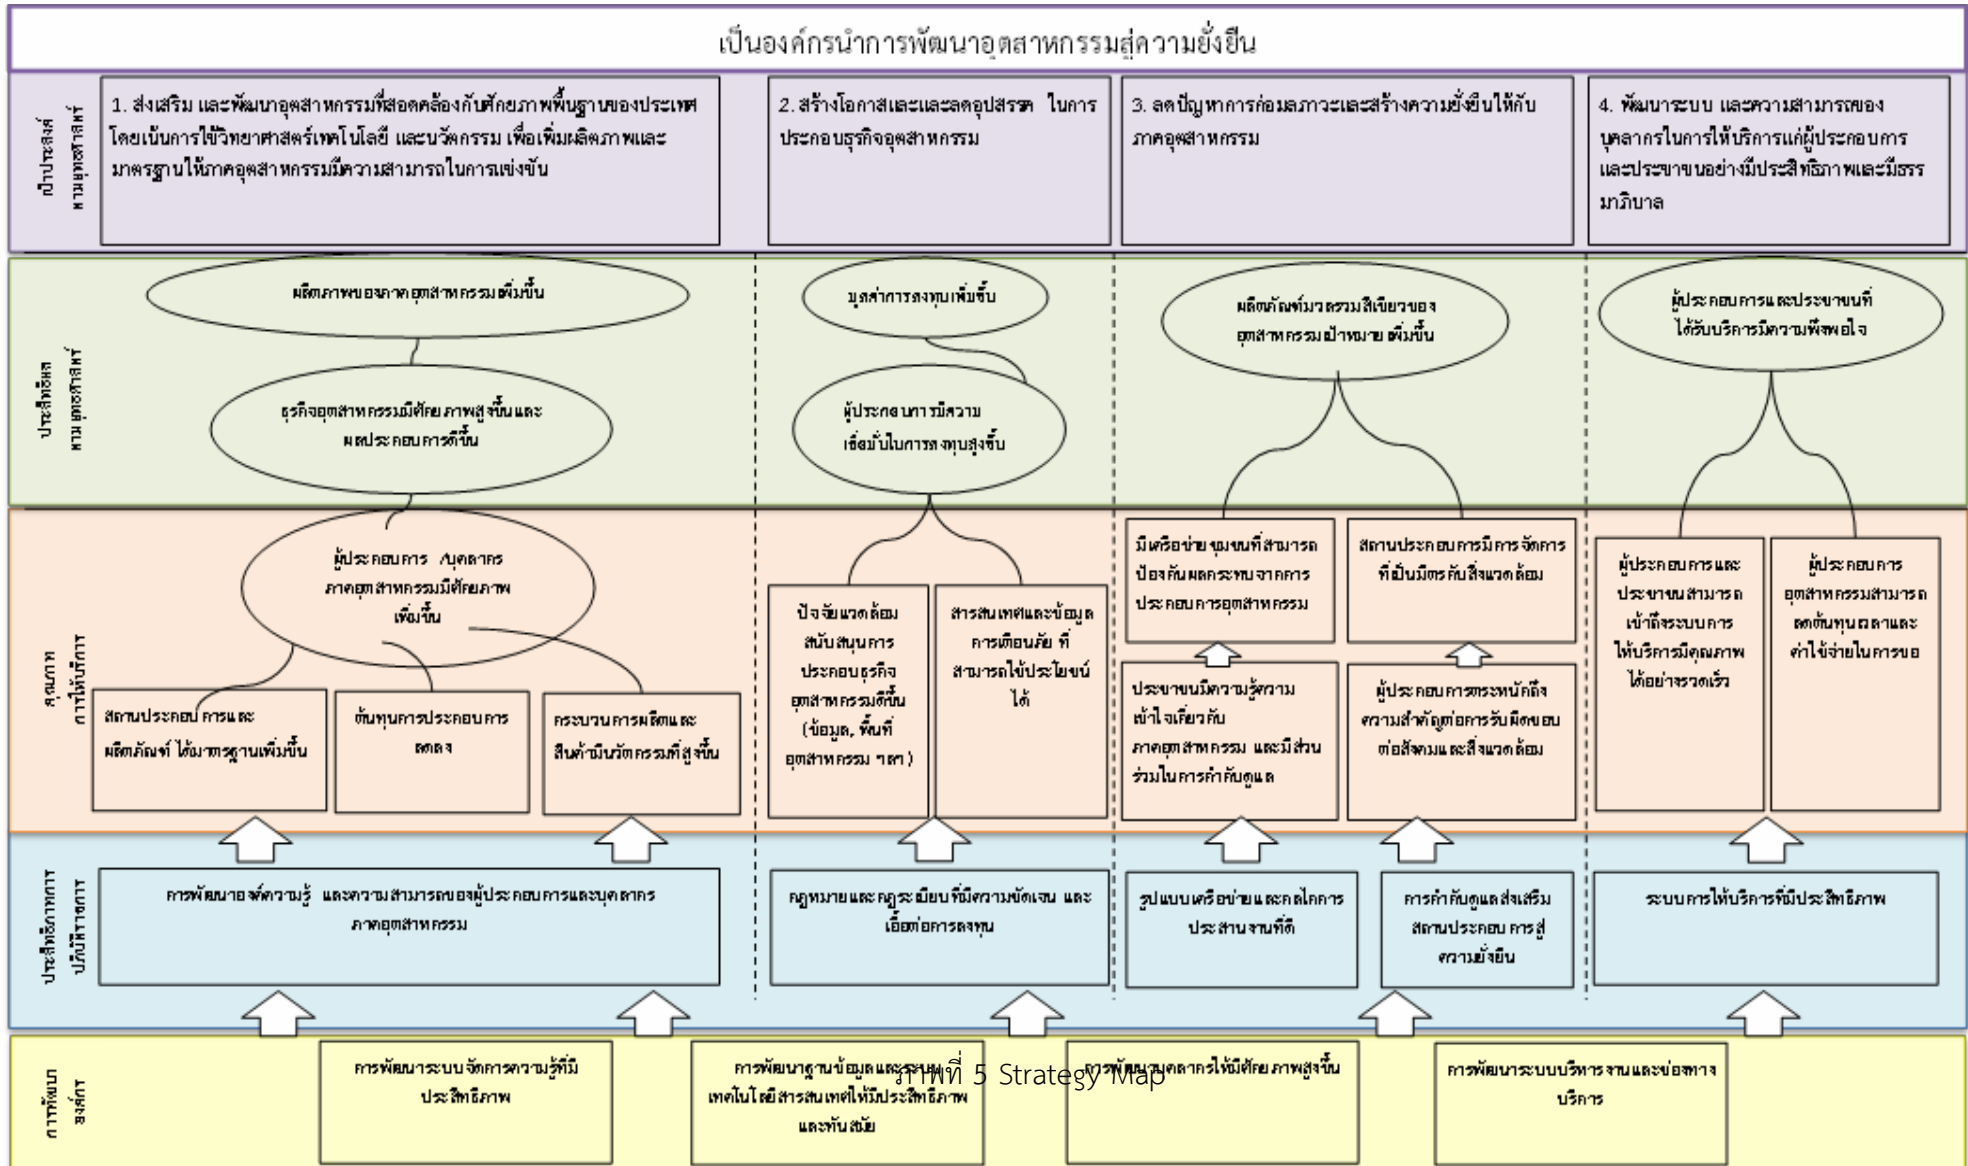 เป็นองค์กรนำการพัฒนาอุตสาหกรรมสู่ความยั่งยืน
เป้าประสงค์
ตามยุทธศาสตร์
1. ส่งเสริม และพัฒนาอุตสาหกรรมที่สอดคล้องกับศักยภาพพื้นฐานของประเทศ
โดยเน้นการใช้วิทยาศาสตร์เทคโนโลยี และนวัตกรรม เพื่อเพิ่มผลิตภาพและ
มาตรฐานให้ภาคอุตสาหกรรมมีความสามารถในการแข่งขัน
2. สร้างโอกาสและและลดอุปสรรค ในการ
ประกอบธุรกิจอุตสาหกรรม
3. ลดปัญหาการก่อมลภาวะและสร้างความยั่งยืนให้กับ
ภาคอุตสาหกรรม
4. พัฒนาระบบ และความสามารถของ
บุคลากรในการให้บริการแก่ผู้ประกอบการ
และประชาชนอย่างมีประสิทธิภาพและมีธรร
มาภิบาล
ประสิทธิผล
ตามยุทธศาสตร์
ผลิตภาพของภาคอุตสาหกรรมเพิ่มขึ้น
ธุรกิจอุตสาหกรรมมีศักยภาพสูงขึ้นและ
ผลประกอบการดีขึ้น
มูลค่าการลงทุนเพิ่มขึ้น
ผู้ประกอบการมีความ
เชื่อมั่นในการลงทุนสูงขึ้น
ผลิตภัณฑ์มวลรวมสีเขียวของ
อุตสาหกรรมเป้าหมายเพิ่มขึ้น
ผู้ประกอบการและประชาชนที่
ได้รับบริการมีความพึงพอใจ
คุณภาพ
การให้บริการ
ผู้ประกอบการ /บุคลากร
ภาคอุตสาหกรรมมีศักยภาพ
เพิ่มขึ้น
สถานประกอบการและ
ผลิตภัณฑ์ ได้มาตรฐานเพิ่มขึ้น
ต้นทุนการประกอบการ
ลดลง
กระบวนการผลิตและ
สินค้ามีนวัตกรรมที่สูงขึ้น
ปัจจัยแวดล้อม
สนับสนุนการ
ประกอบธุรกิจ
อุตสาหกรรมดีขึ้น
(ข้อมูล, พื้นที่
อุตสาหกรรม ฯลฯ)
สารสนเทศและข้อมูล
การเตือนภัย ที่
สามารถใช้ประโยชน์
ได้
มีเครือข่ายชุมชนที่สามารถ
ป้องกันผลกระทบจากการ
ประกอบการอุตสาหกรรม
สถานประกอบการมีการจัดการ
ที่เป็นมิตรกับสิ่งแวดล้อม
ประชาชนมีความรู้ความ
เข้าใจเกี่ยวกับ
ภาคอุตสาหกรรม และมีส่วน
ร่วมในการกำกับดูแล
ผู้ประกอบการตระหนักถึง
ความสำคัญต่อการรับผิดชอบ
ต่อสังคมและสิ่งแวดล้อม
ผู้ประกอบการและ
ประชาชนสามารถ
เข้าถึงระบบการ
ให้บริการมีคุณภาพ
ได้อย่างรวดเร็ว
ผู้ประกอบการ
อุตสาหกรรมสามารถ
ลดต้นทุนเวลาและ
ค่าใช้จ่ายในการขอ
ประสิทธิภาพการ
ปฏิบัติราชการ
การพัฒนาองค์ความรู้ และความสามารถของผู้ประกอบการและบุคลากร
ภาคอุตสาหกรรม
กฎหมายและกฎระเบียบที่มีความชัดเจน และ
เอื้อต่อการลงทุน
รูปแบบเครือข่ายและกลไกการ
ประสานงานที่ดี
การกำกับดูแลส่งเสริม
สถานประกอบการสู่
ความยั่งยืน
ระบบการให้บริการที่มีประสิทธิภาพ
การพัฒนา
องค์การ
การพัฒนาระบบจัดการความรู้ที่มี
ประสิทธิภาพ
การพัฒนาฐานข้อมูลและระบบ
เทคโนโลยีสารสนเทศให้มีประสิทธิภาพ
และทันสมัย
การพัฒนาบุคลากรให้มีศักยภาพสูงขึ้น
การพัฒนาระบบบริหารงานและช่องทาง
บริการ
ภาพที่ 5 Strategy Map